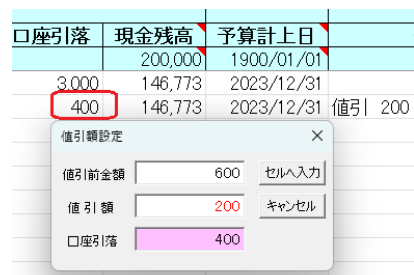 口座引落 現金残高 予算計上日
200,000 1900/01/01
3,000 146,773 2023/12/31
400 146,773 2023/12/31 値引 200
値引額設定 ×
値引前金額 600 セルへ入力
値 引 額 200 キャンセル
口座引落 400